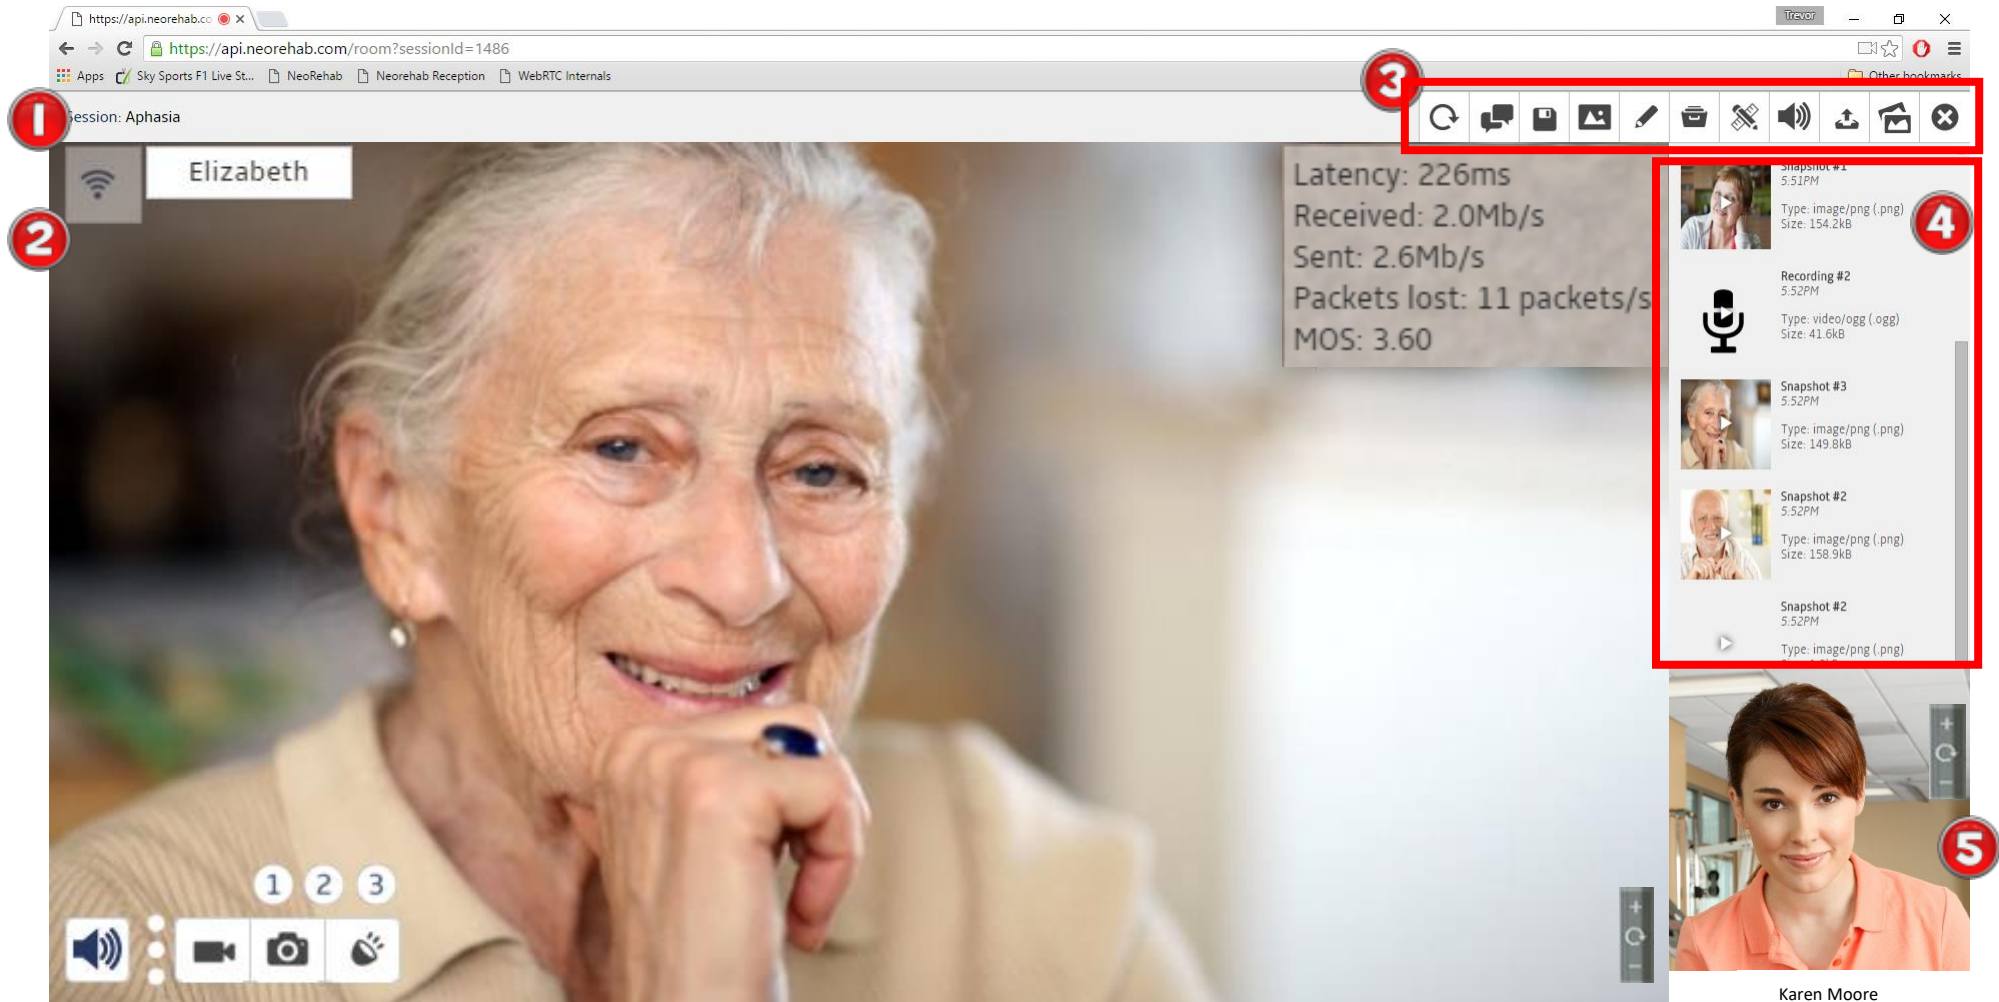 https://api.neorehab.co
Trevor
https://api.neorehab.com/room?sessionId=1486
Apps Sky Sports F1 Live St... NeoRehab Neorehab Reception WebRTC Internals Other bookmarks
3
1
Session: Aphasia
Elizabeth
2
Latency: 226ms
Received: 2.0Mb/s
Sent: 2.6Mb/s
Packets lost: 11 packets/s
MOS: 3.60
Snapshot #1
5:51PM
Type: image/png (.png)
Size: 154.2kB
4
Recording #2
5:52PM
Type: video/ogg (.ogg)
Size: 41.6kB
Snapshot #3
5:52PM
Type: image/png (.png)
Size: 149.8kB
Snapshot #2
5:52PM
Type: image/png (.png)
Size: 158.9kB
Snapshot #2
5:52PM
Type: image/png (.png)
5
1 2 3
Karen Moore